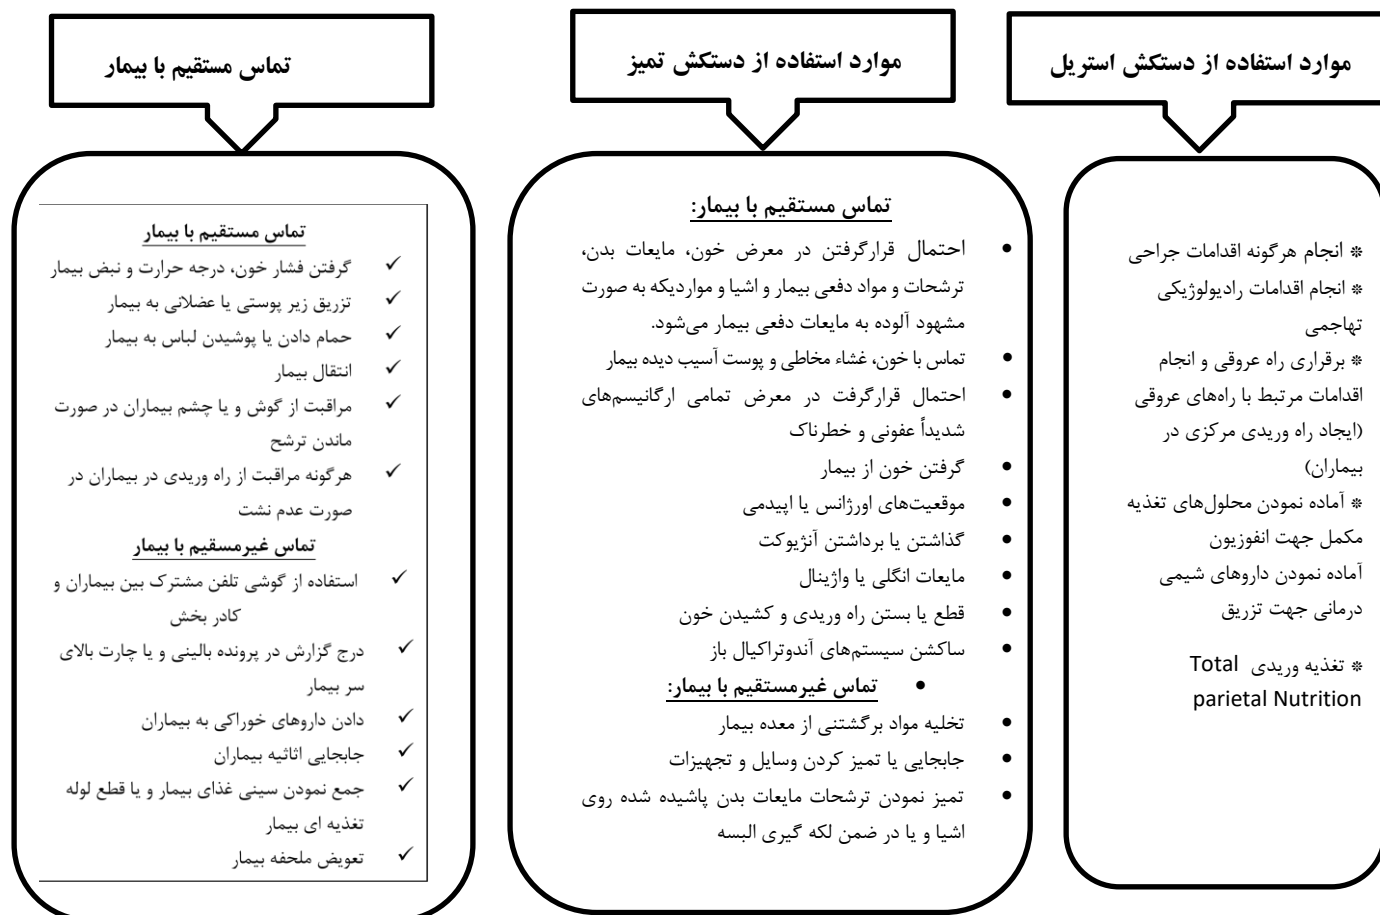 موارد استفاده از دستکش استریل
* انجام هرگونه اقدامات جراحی
* انجام اقدامات رادیولوژیکی
تهاجمی
* برقراری راه عروقی و انجام
اقدامات مرتبط با راه‌های عروقی
(ایجاد راه وریدی مرکزی در
بیماران)
* آماده نمودن محلول‌های تغذیه
مکمل جهت انفوزیون
آماده نمودن داروهای شیمی
درمانی جهت تزریق
* تغذیه وریدی Total
parietal Nutrition
موارد استفاده از دستکش تمیز
تماس مستقیم با بیمار:
• احتمال قرارگرفتن در معرض خون، مایعات بدن،
ترشحات و مواد دفعی بیمار و اشیا و مواردیکه به صورت
مشهود آلوده به مایعات دفعی بیمار می‌شود.
• تماس با خون، غشاء مخاطی و پوست آسیب دیده بیمار
• احتمال قرارگرفت در معرض تمامی ارگانیسم‌های
شدیداً عفونی و خطرناک
• گرفتن خون از بیمار
• موقعیت‌های اورژانس یا اپیدمی
• گذاشتن یا برداشتن آنژیوکت
• مایعات انگلی یا واژینال
• قطع یا بستن راه وریدی و کشیدن خون
• ساکشن سیستم‌های آندوتراکیال باز
• تماس غیرمستقیم با بیمار:
• تخلیه مواد برگشتنی از معده بیمار
• جابجایی یا تمیز کردن وسایل و تجهیزات
• تمیز نمودن ترشحات مایعات بدن پاشیده شده روی
اشیا و یا در ضمن لکه گیری البسه
تماس مستقیم با بیمار
تماس مستقیم با بیمار
✓ گرفتن فشار خون، درجه حرارت و نبض بیمار
✓ تزریق زیر پوستی یا عضلانی به بیمار
✓ حمام دادن یا پوشیدن لباس به بیمار
✓ انتقال بیمار
✓ مراقبت از گوش و یا چشم بیماران در صورت
ماندن ترشح
✓ هرگونه مراقبت از راه وریدی در بیماران در
صورت عدم نشت
تماس غیرمسقیم با بیمار
✓ استفاده از گوشی تلفن مشترک بین بیماران و
کادر بخش
✓ درج گزارش در پرونده بالینی و یا چارت بالای
سر بیمار
✓ دادن داروهای خوراکی به بیماران
✓ جابجایی اثاثیه بیماران
✓ جمع نمودن سینی غذای بیمار و یا قطع لوله
تغذیه ای بیمار
✓ تعویض ملحفه بیمار